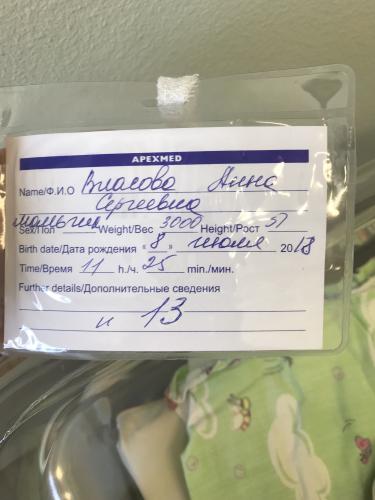 APEXMED
Name/Ф.И.О Власова Анна
Сергеевна
Sex/Пол мальчик Weight/Вес 3000 Height/Рост 51
Birth date/Дата рождения «8» июля 2018
Time/Время 11 h./ч. 25 min./мин.
Further details/Дополнительные сведения
и 13